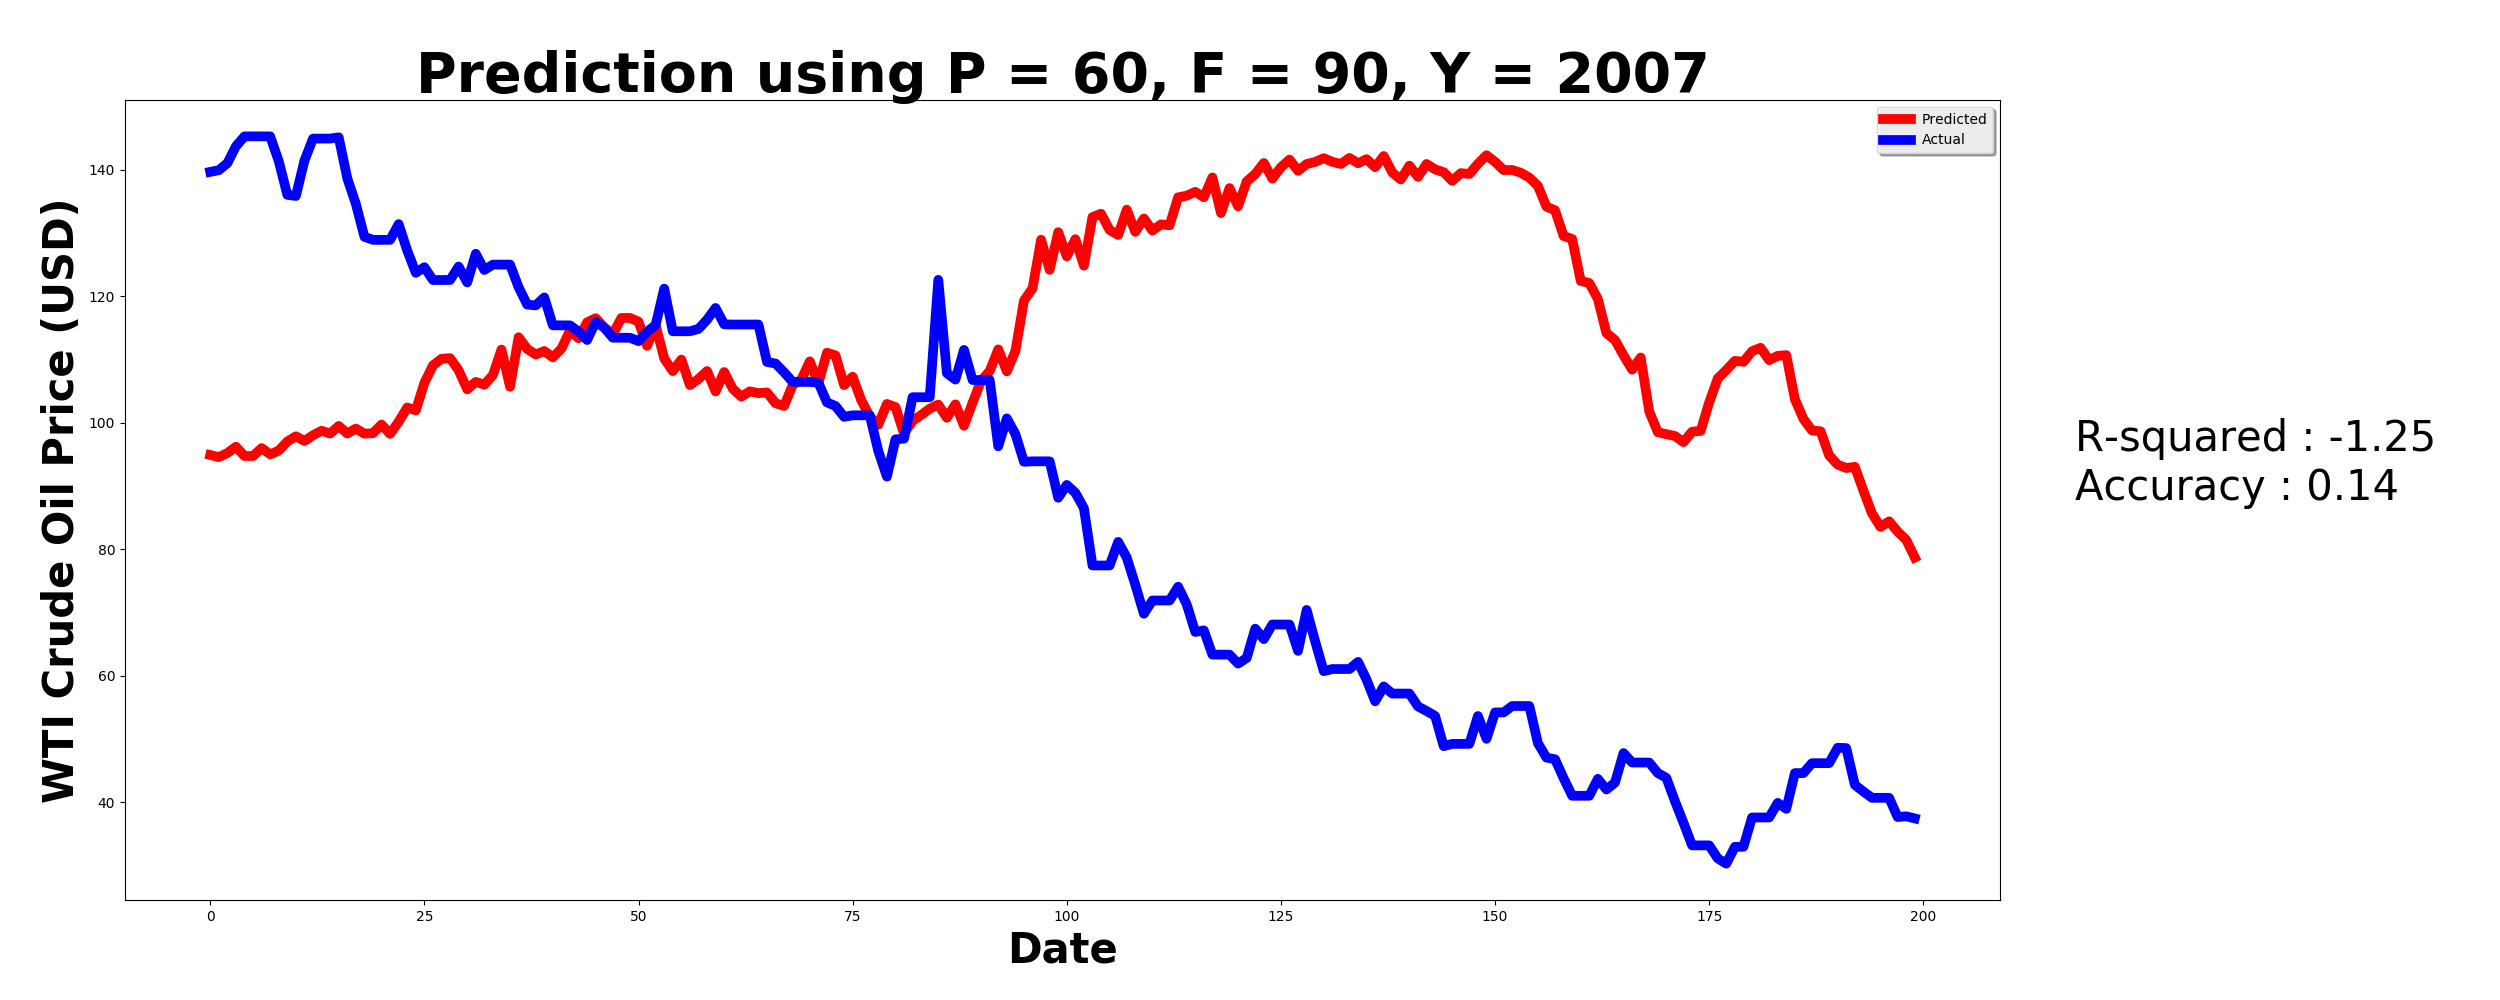 Prediction using P = 60, F = 90, Y = 2007
Predicted
Actual
WTI Crude Oil Price (USD)
140
120
100
80
60
40
0 25 50 75 100 125 150 175 200
Date
R-squared : -1.25
Accuracy : 0.14